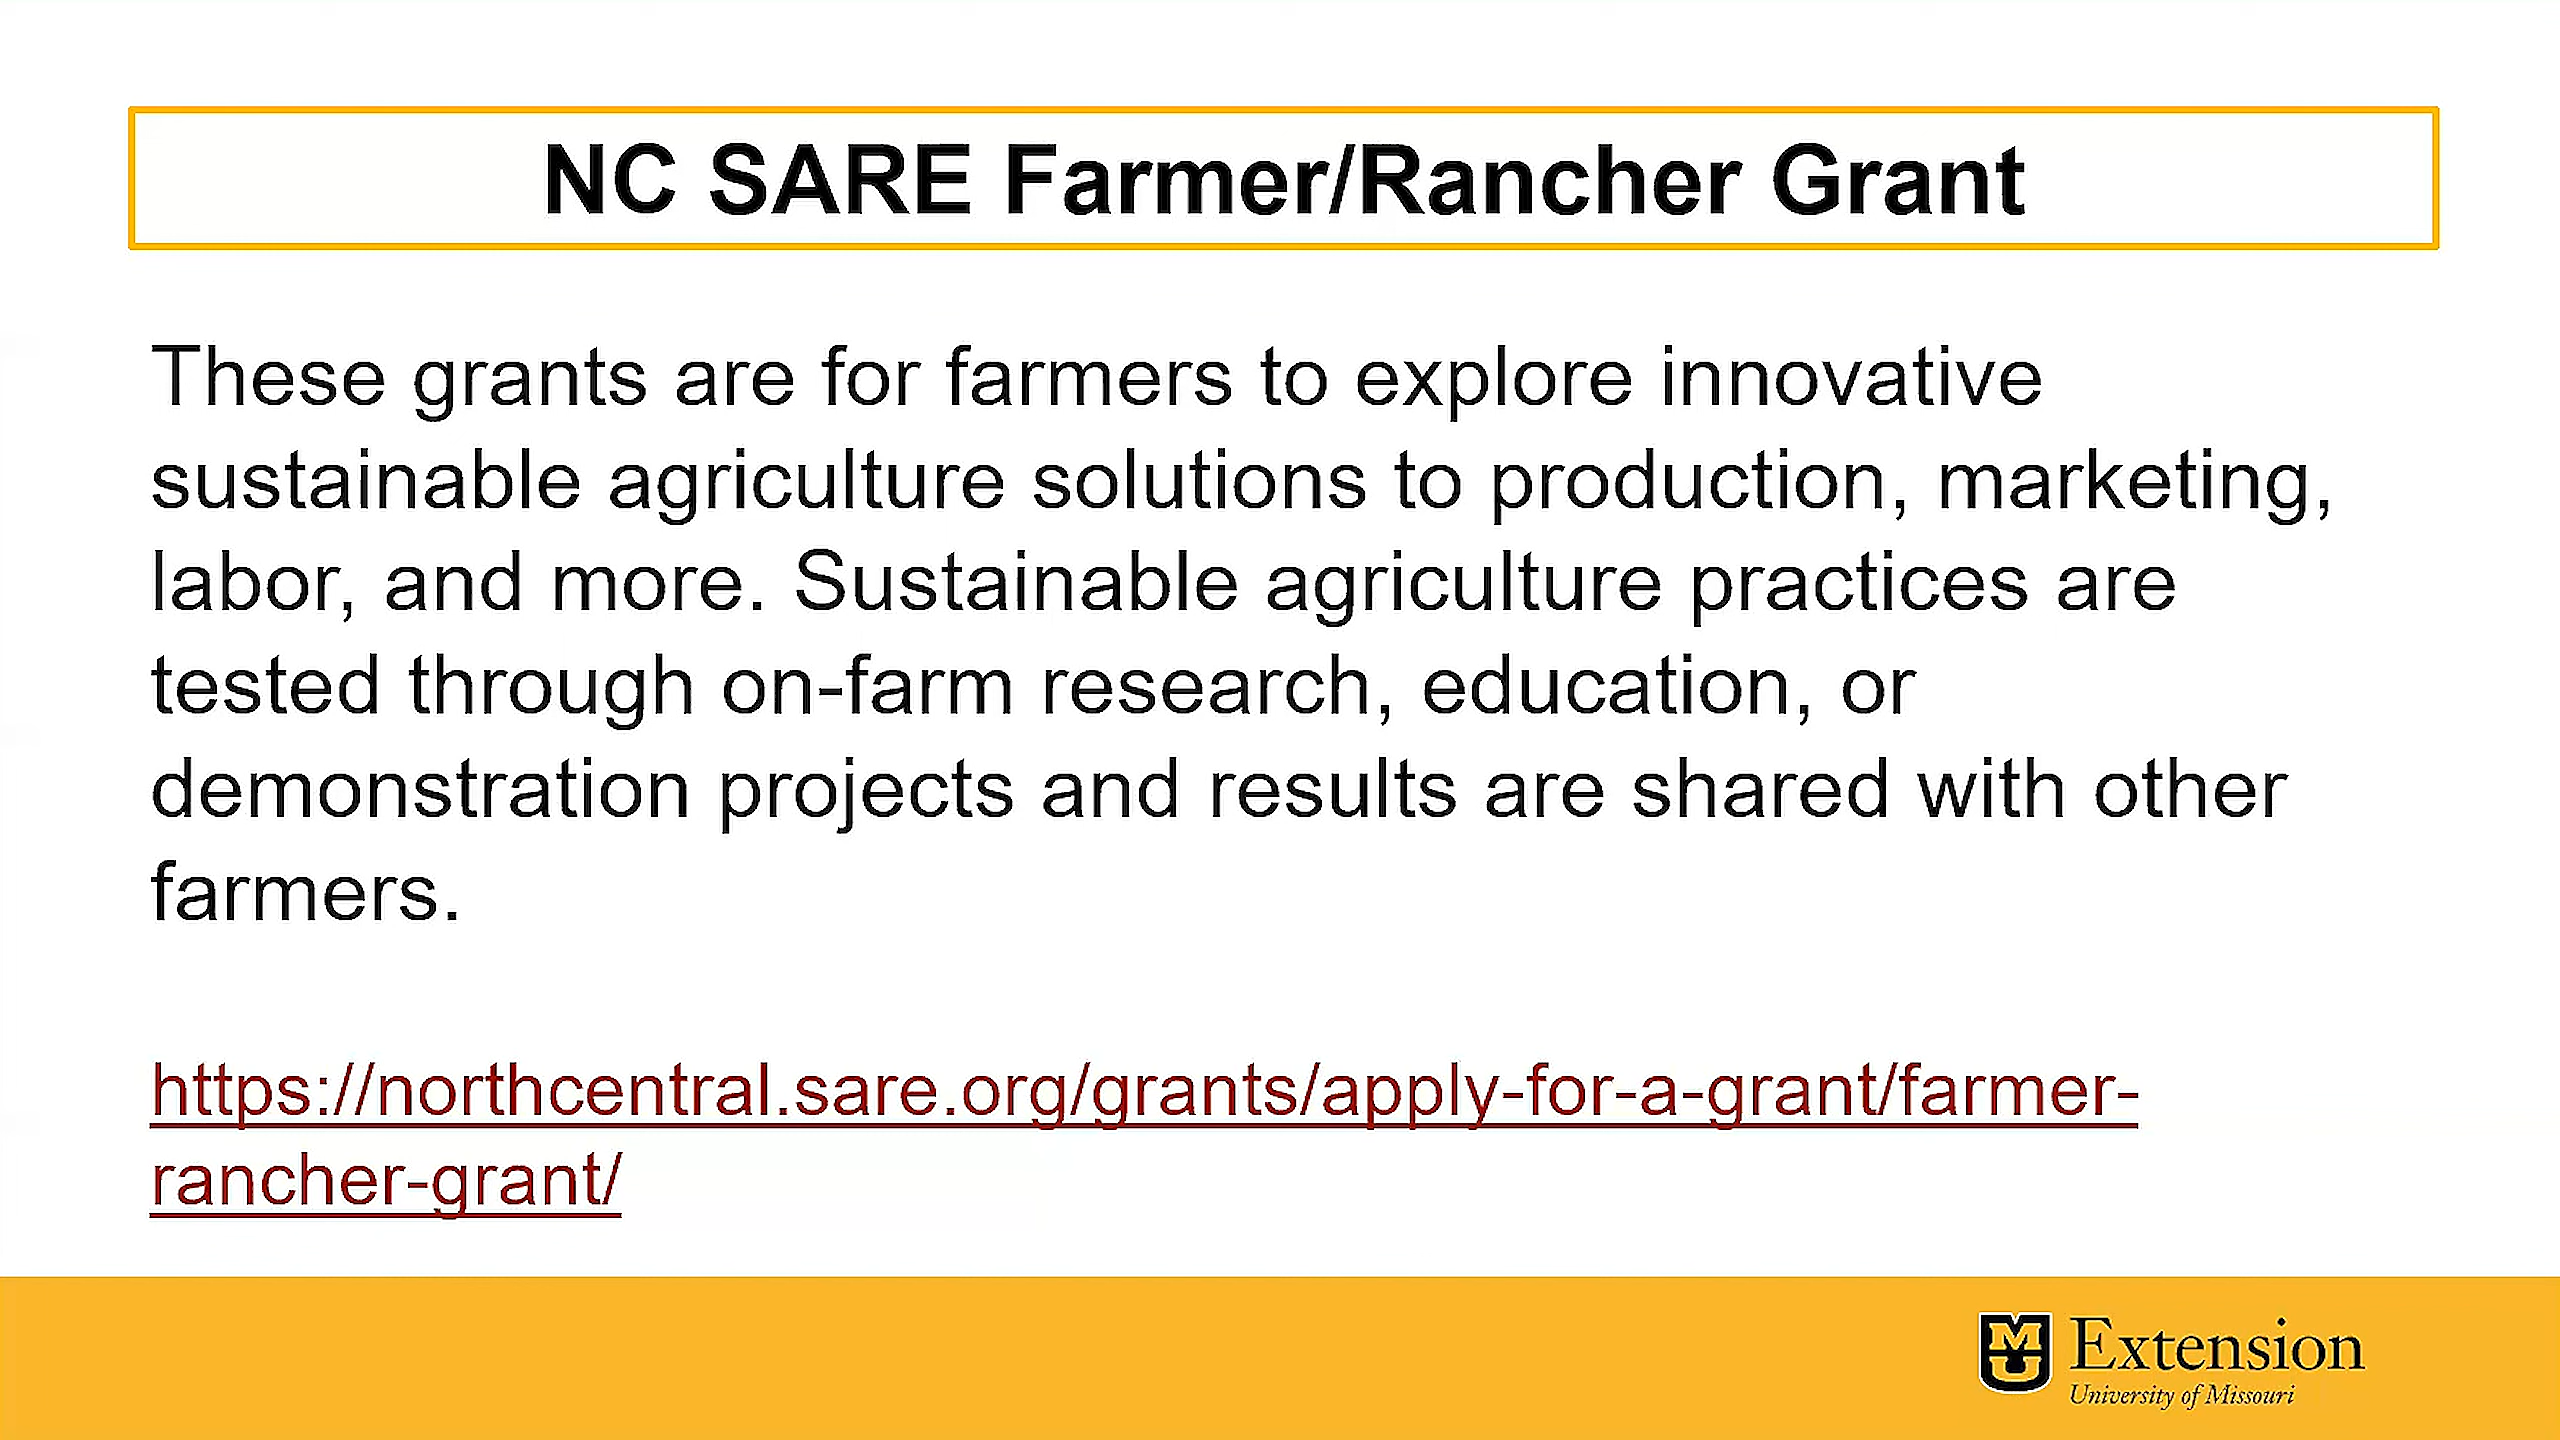 NC SARE Farmer/Rancher Grant
These grants are for farmers to explore innovative
sustainable agriculture solutions to production, marketing,
labor, and more. Sustainable agriculture practices are
tested through on-farm research, education, or
demonstration projects and results are shared with other
farmers.
https://northcentral.sare.org/grants/apply-for-a-grant/farmer-
rancher-grant/
MU Extension
University of Missouri